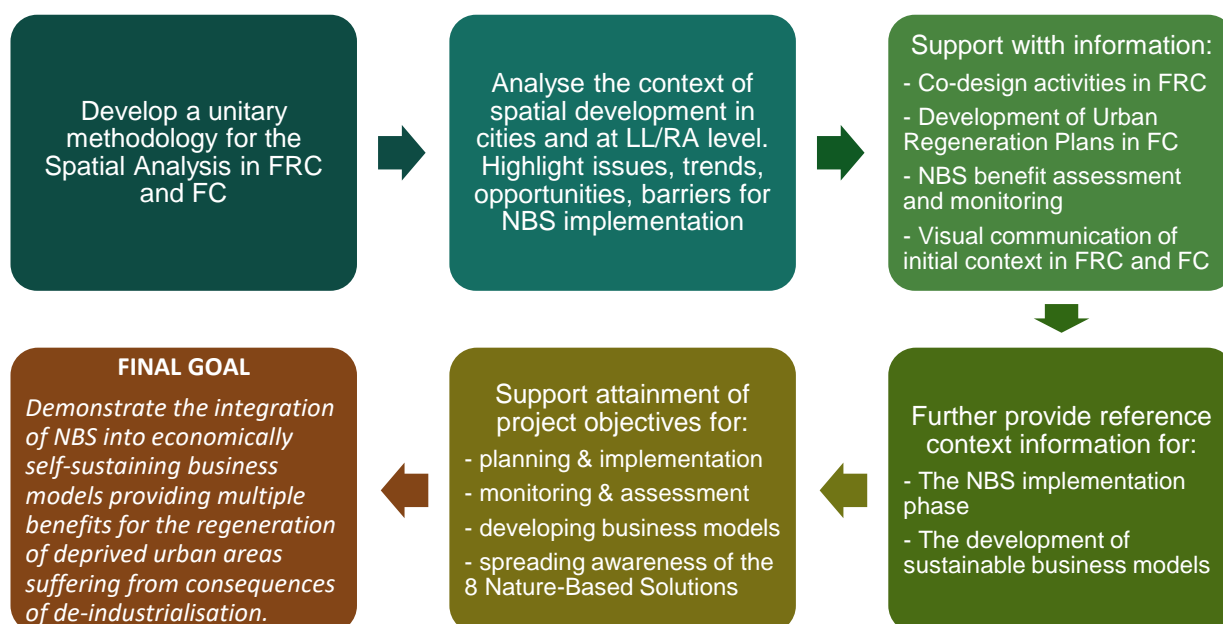 Develop a unitary
methodology for the
Spatial Analysis in FRC
and FC
Analyse the context of
spatial development in
cities and at LL/RA level.
Highlight issues, trends,
opportunities, barriers for
NBS implementation
Support witth information:
- Co-design activities in FRC
- Development of Urban
Regeneration Plans in FC
- NBS benefit assessment
and monitoring
- Visual communication of
initial context in FRC and FC
Further provide reference
context information for:
- The NBS implementation
phase
- The development of
sustainable business models
Support attainment of
project objectives for:
- planning & implementation
- monitoring & assessment
- developing business models
- spreading awareness of the
8 Nature-Based Solutions
FINAL GOAL
Demonstrate the integration
of NBS into economically
self-sustaining business
models providing multiple
benefits for the regeneration
of deprived urban areas
suffering from consequences
of de-industrialisation.